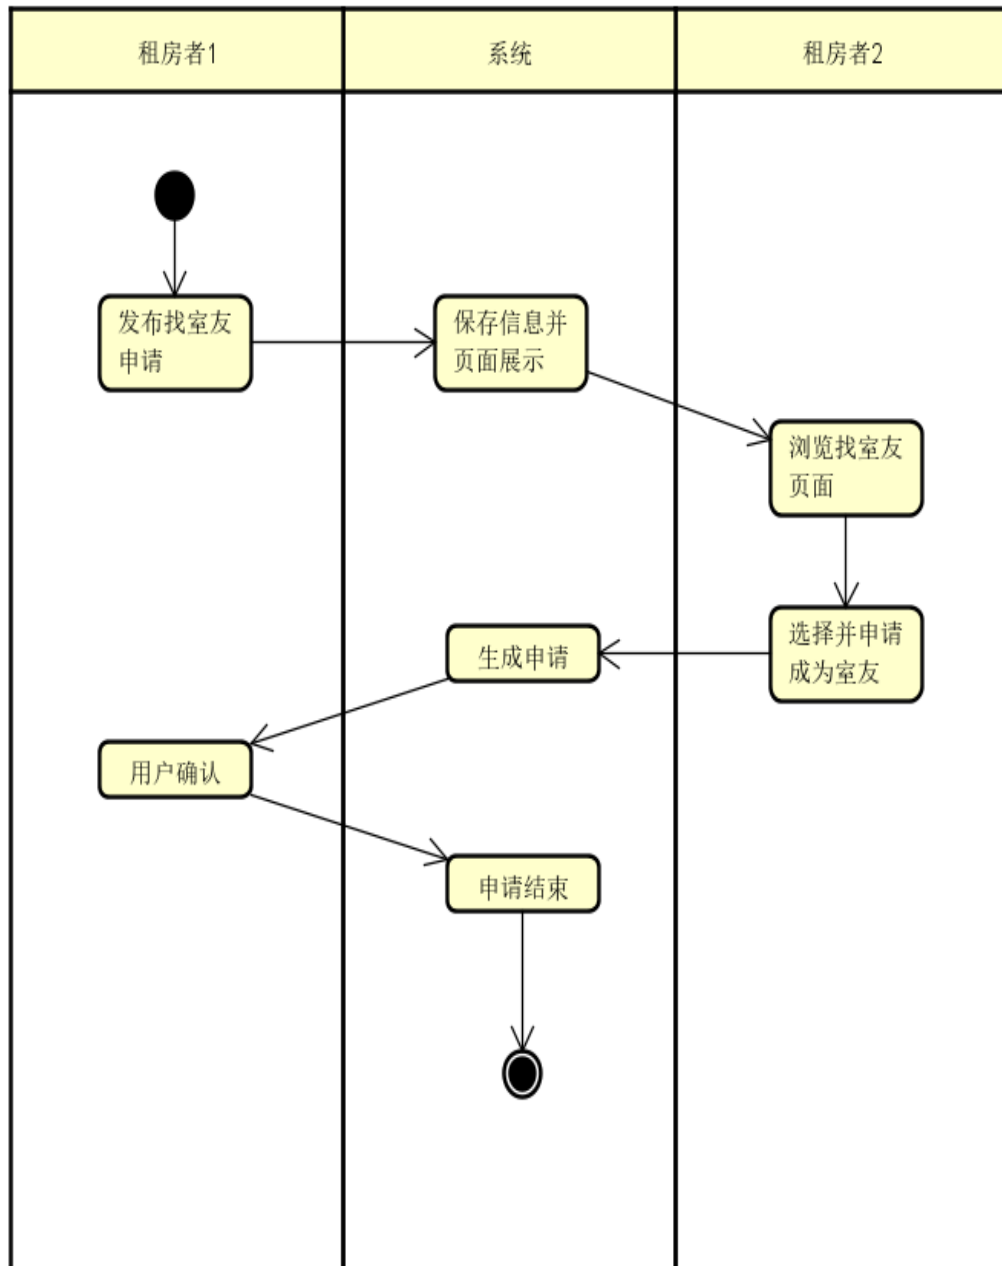 租房者1
系统
租房者2
发布找室友
申请
保存信息并
页面展示
浏览找室友
页面
选择并申请
成为室友
生成申请
用户确认
申请结束